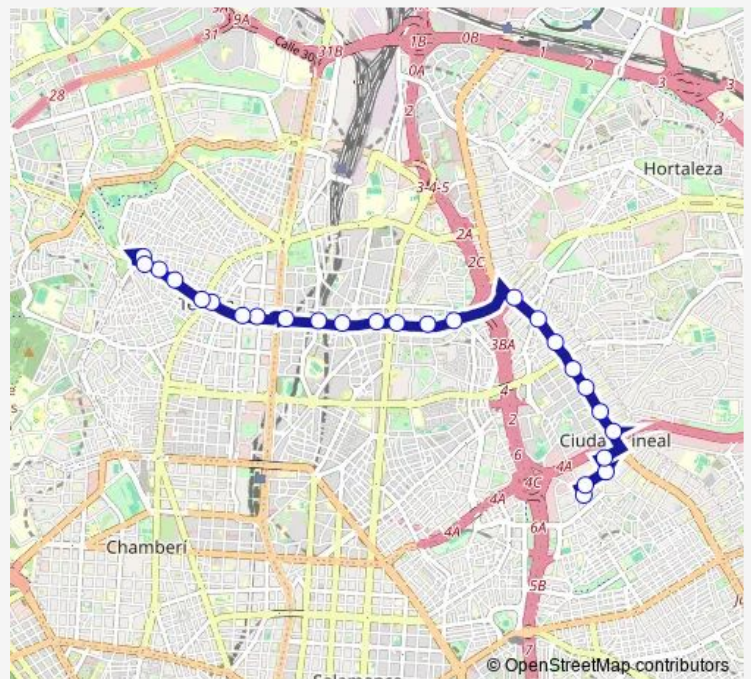 9A
31
Calle 30
31B
1B
0B
1
2
3
3
3
28
0A
2
3-4-5
Hortaleza
2A
2C
3BA
4
2
6
Ciuda
ineal
4A
4C
4A
4A
6A
Chamberí
5B
7
© OpenStreetMap contributors